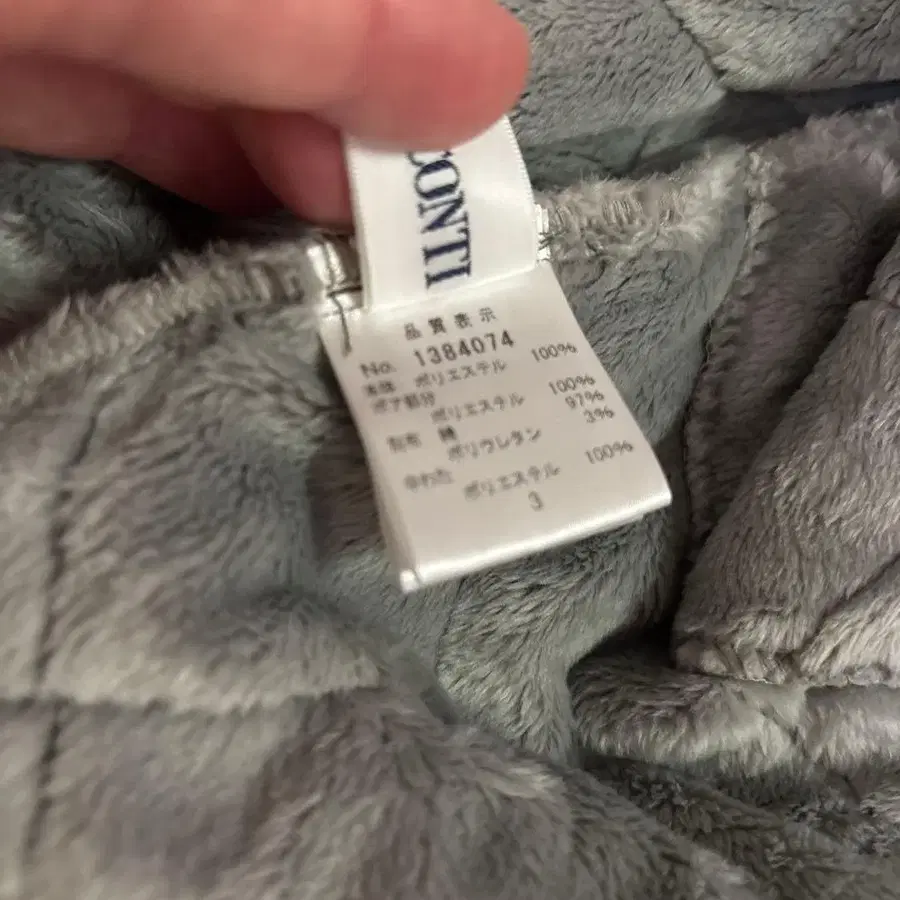 CONTI
品質表示
No. 1384074
本体 ポリエステル 100%
ボア部分
ポリエステル 100%
別布 綿 97%
ポリウレタン 3%
中わた
ポリエステル 100%
3